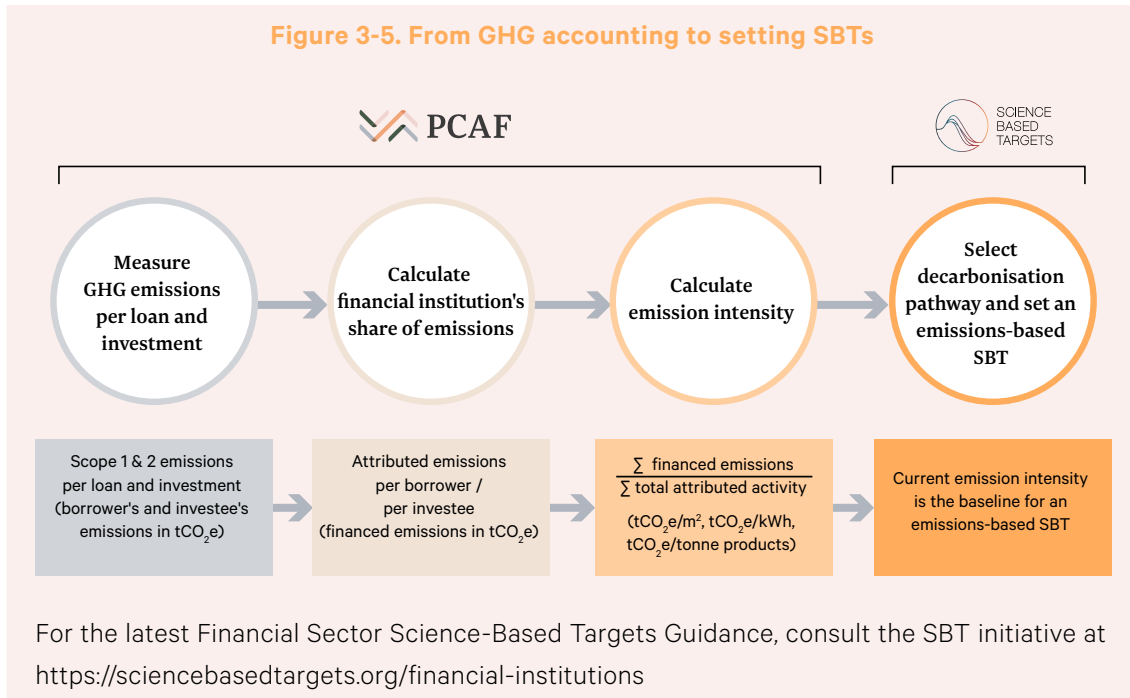 Figure 3-5. From GHG accounting to setting SBTs
PCAF
SCIENCE
BASED
TARGETS
Measure
GHG emissions
per loan and
investment
Calculate
financial institution's
share of emissions
Calculate
emission intensity
Select
decarbonisation
pathway and set an
emissions-based
SBT
Scope 1 & 2 emissions
per loan and investment
(borrower's and investee's
emissions in tCO₂e)
Attributed emissions
per borrower /
per investee
(financed emissions in tCO₂e)
∑ financed emissions
∑ total attributed activity
(tCO₂e/m², tCO₂e/kWh,
tCO₂e/tonne products)
Current emission intensity
is the baseline for an
emissions-based SBT
For the latest Financial Sector Science-Based Targets Guidance, consult the SBT initiative at
https://sciencebasedtargets.org/financial-institutions